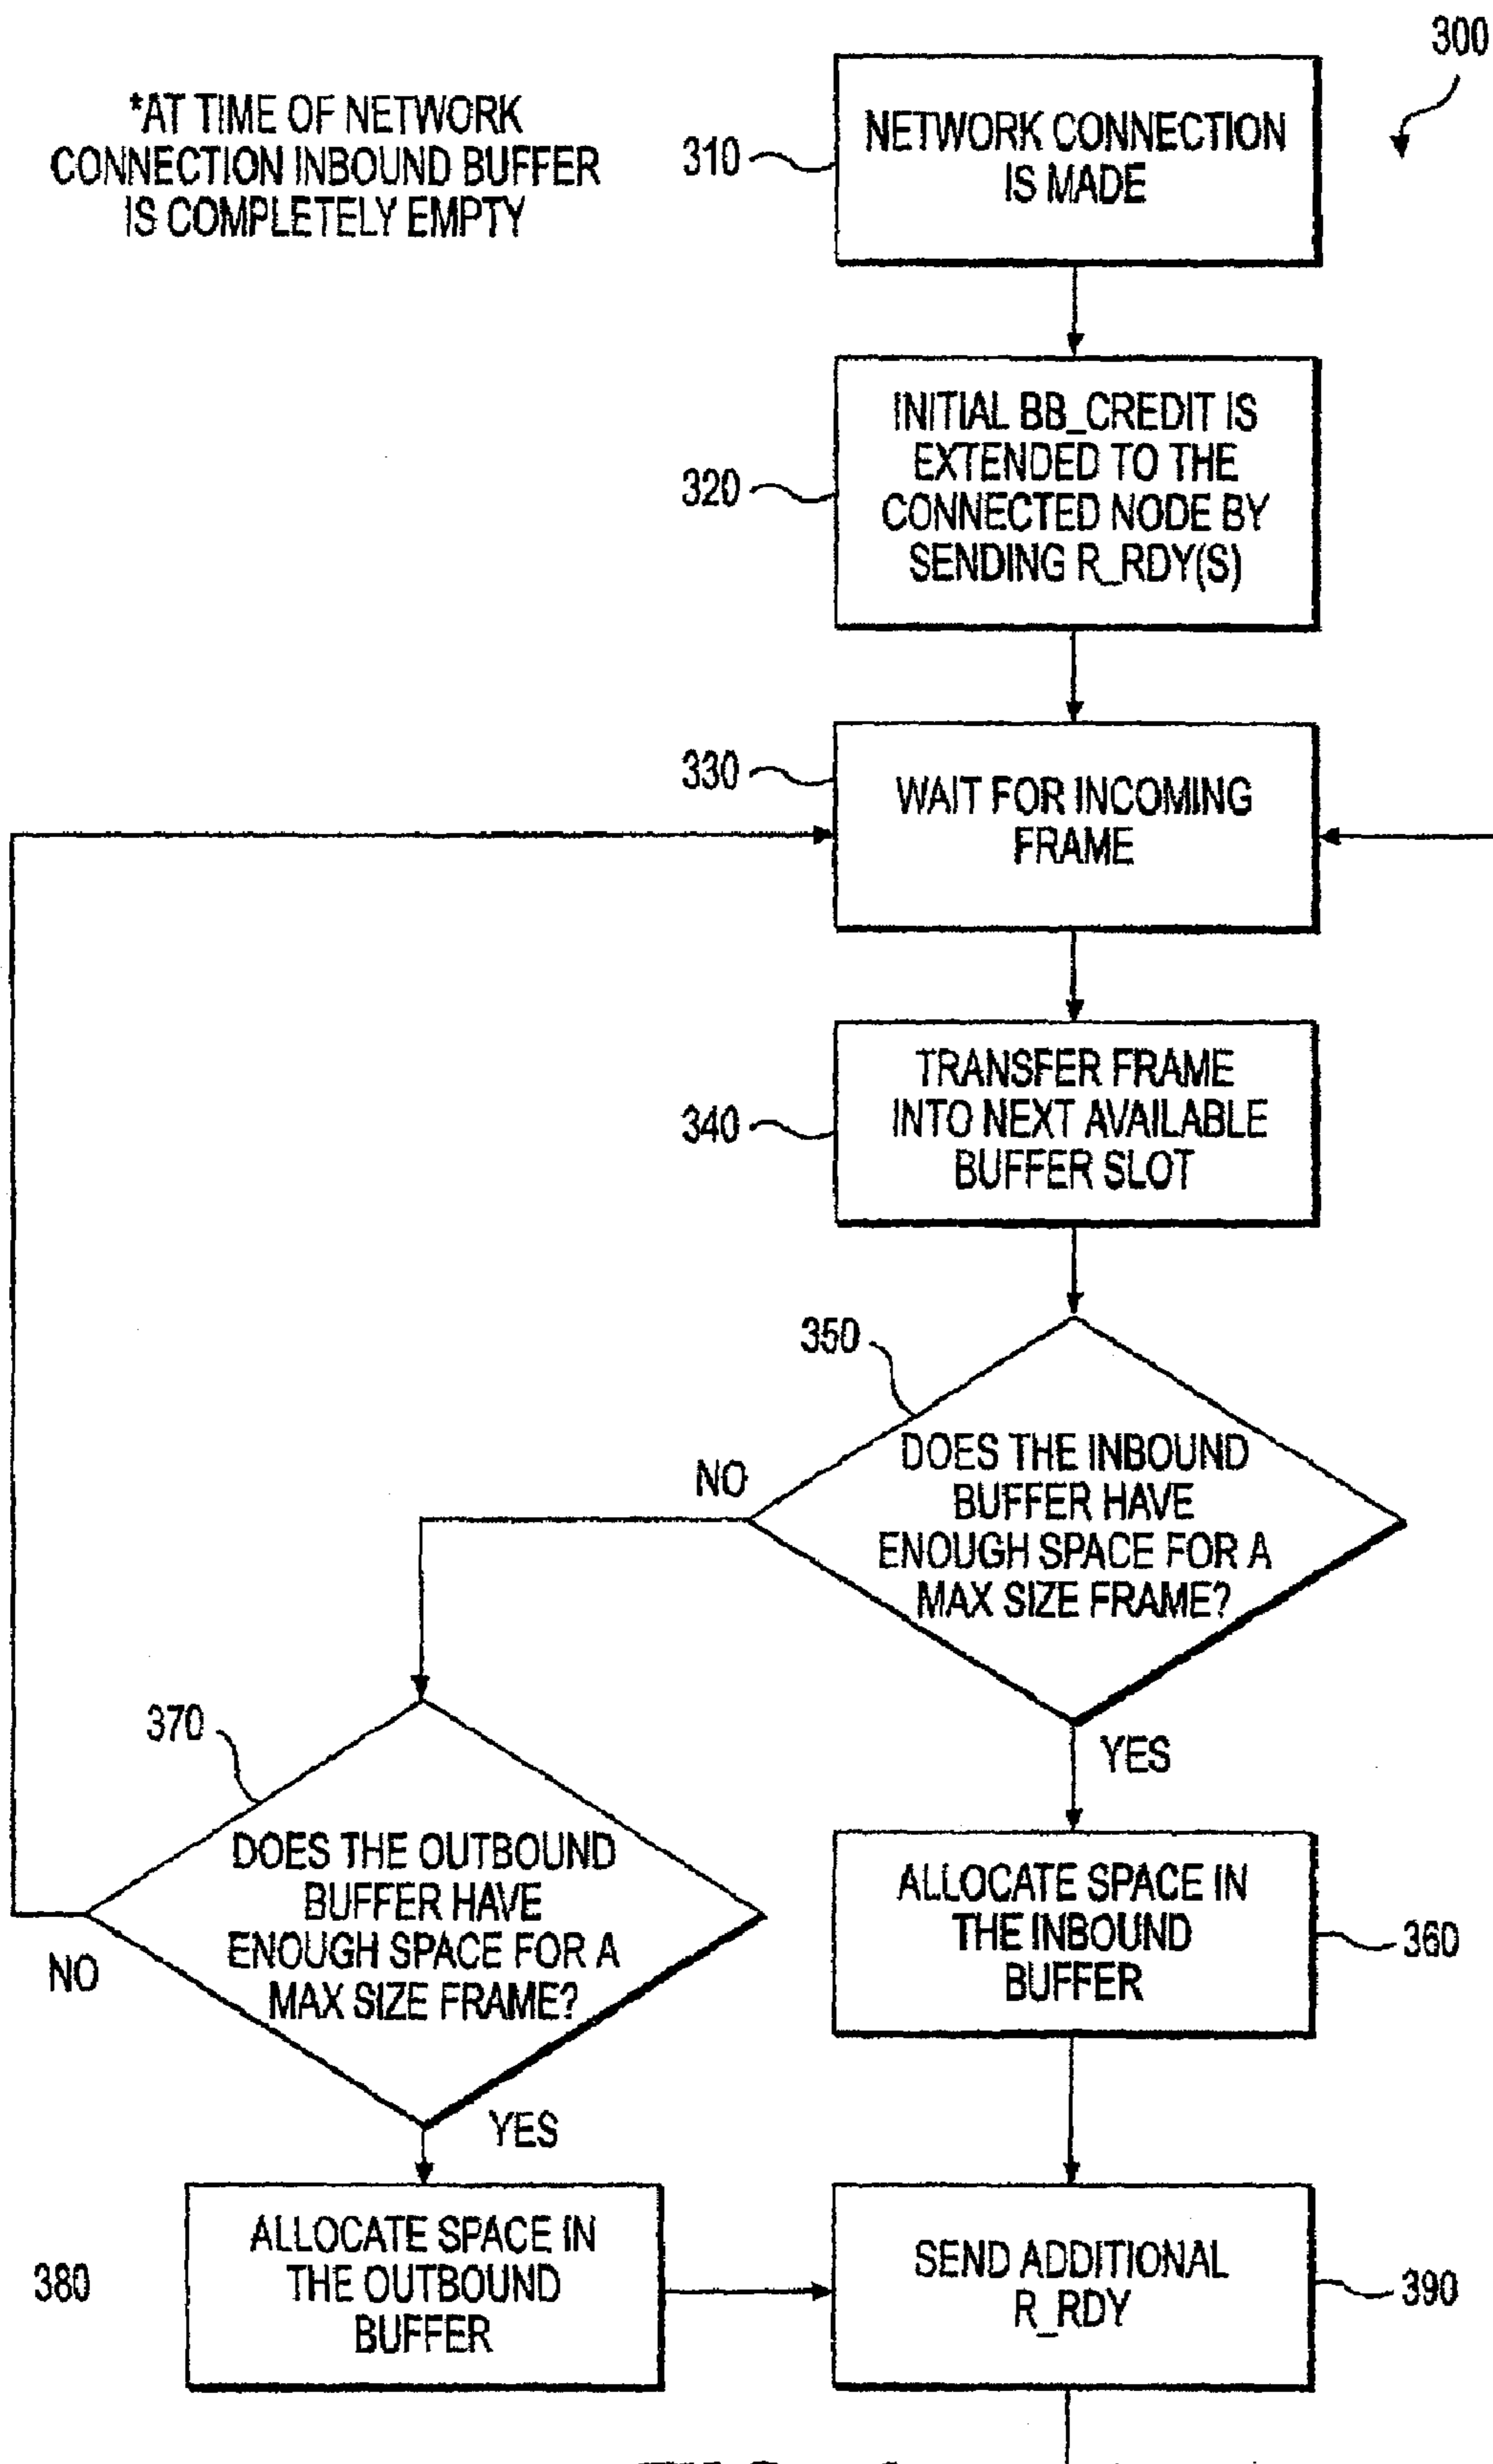 300
*AT TIME OF NETWORK
CONNECTION INBOUND BUFFER
IS COMPLETELY EMPTY
310
NETWORK CONNECTION
IS MADE
320
INITIAL BB_CREDIT IS
EXTENDED TO THE
CONNECTED NODE BY
SENDING R_RDY(S)
330
WAIT FOR INCOMING
FRAME
340
TRANSFER FRAME
INTO NEXT AVAILABLE
BUFFER SLOT
350
DOES THE INBOUND
BUFFER HAVE
ENOUGH SPACE FOR A
MAX SIZE FRAME?
NO
YES
370
DOES THE OUTBOUND
BUFFER HAVE
ENOUGH SPACE FOR A
MAX SIZE FRAME?
NO
YES
ALLOCATE SPACE IN
THE INBOUND
BUFFER
360
380
ALLOCATE SPACE IN
THE OUTBOUND
BUFFER
SEND ADDITIONAL
R_RDY
390